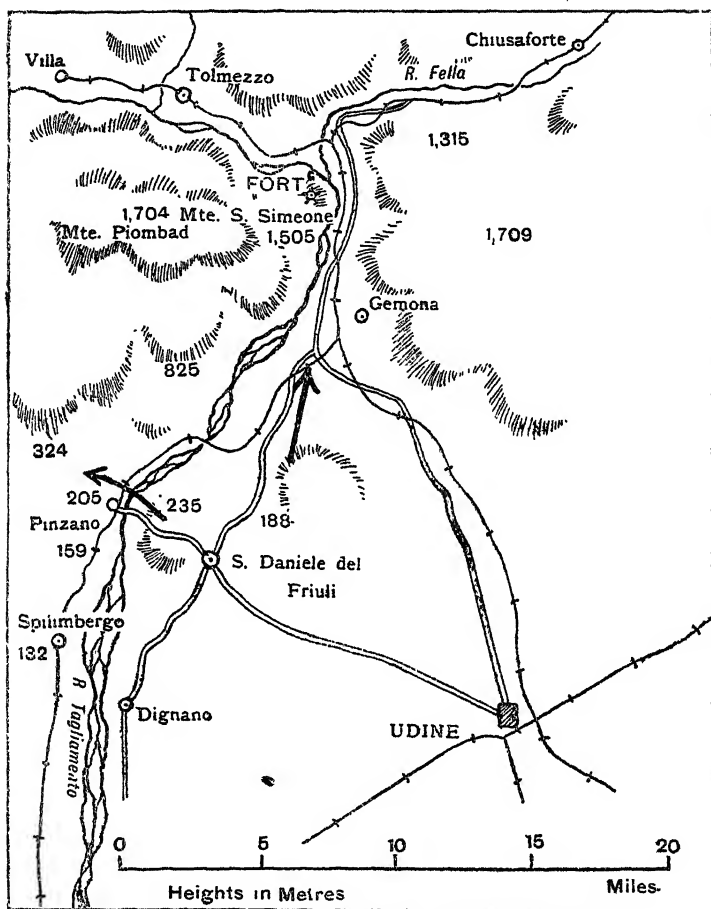 Chiusaforte
Villa
R. Fella
Tolmezzo
1,315
FORT
1,704 Mte. S. Simeone
Mte. Piombad
1,505
1,709
Gemona
825
324
205
235
Pinzano
188
159
S. Daniele del
Friuli
Spilimbergo
132
R. Tagliamento
Dignano
UDINE
0 5 10 15 20
Heights in Metres
Miles.